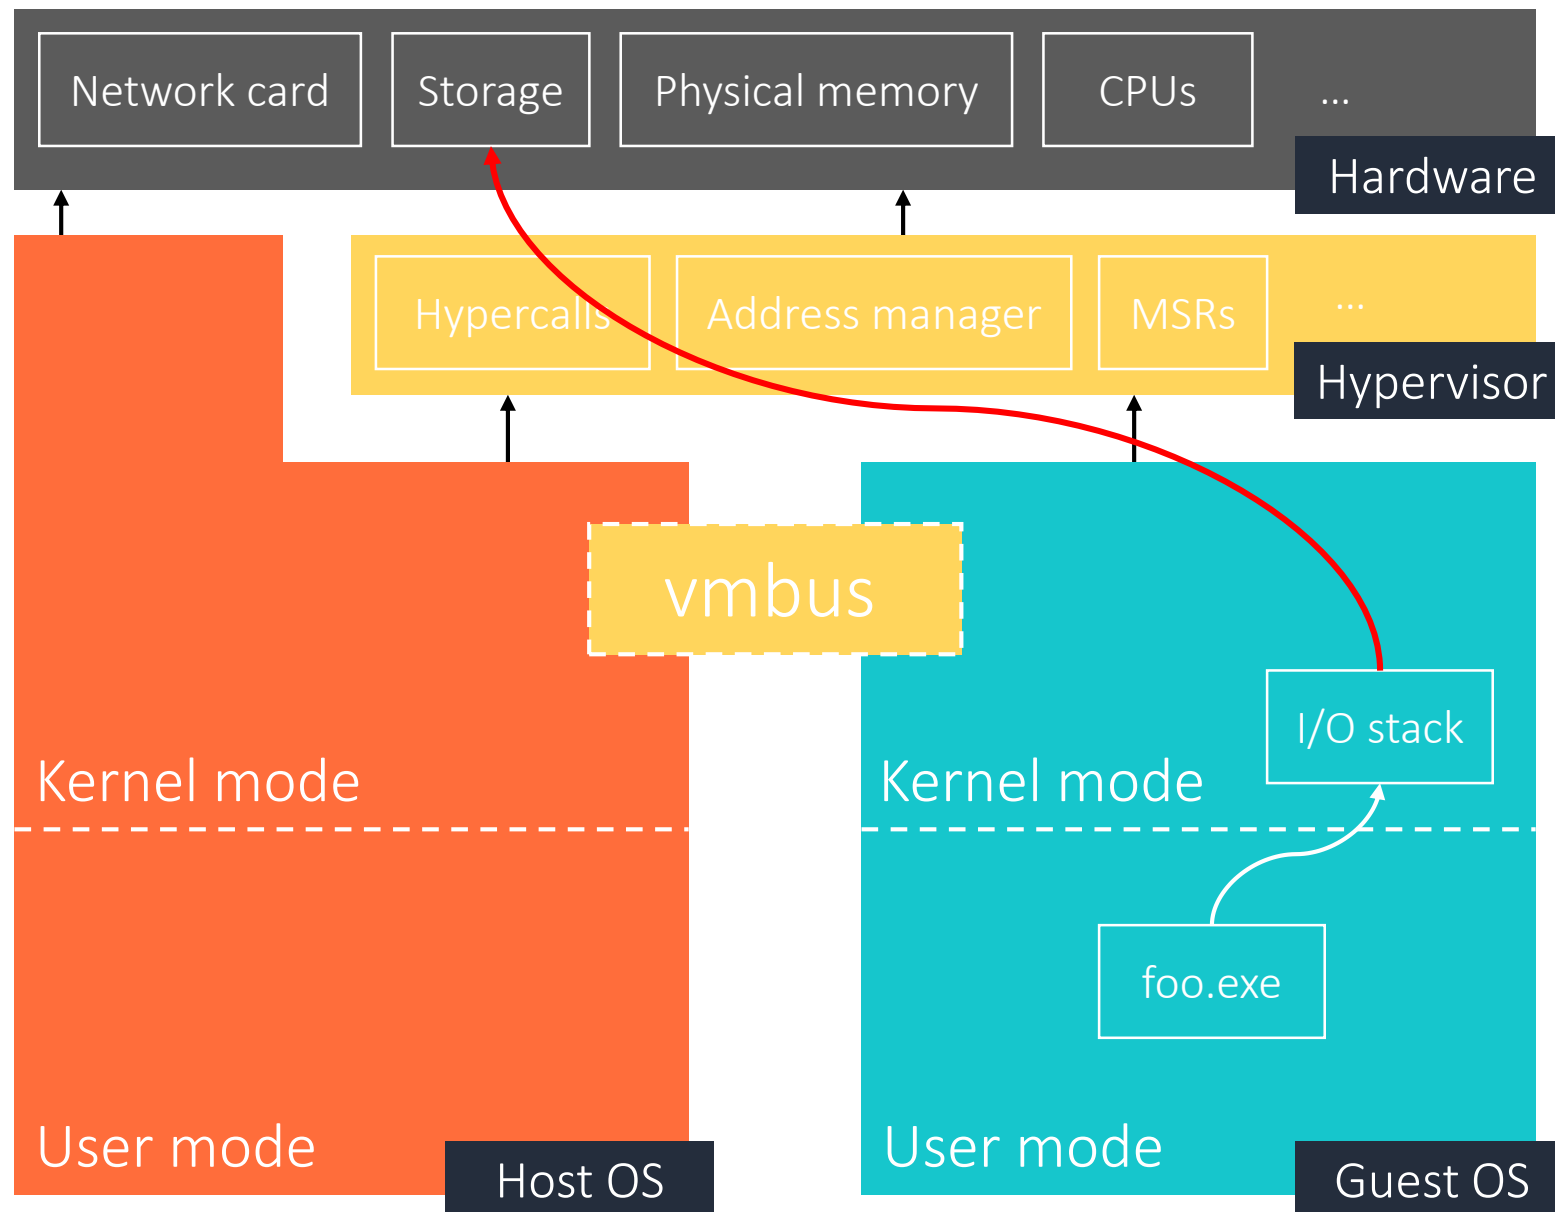 Network card
Storage
Physical memory
CPUs
...
Hardware
Hypercalls
Address manager
MSRs
...
Hypervisor
vmbus
I/O stack
Kernel mode
Kernel mode
foo.exe
User mode
User mode
Host OS
Guest OS